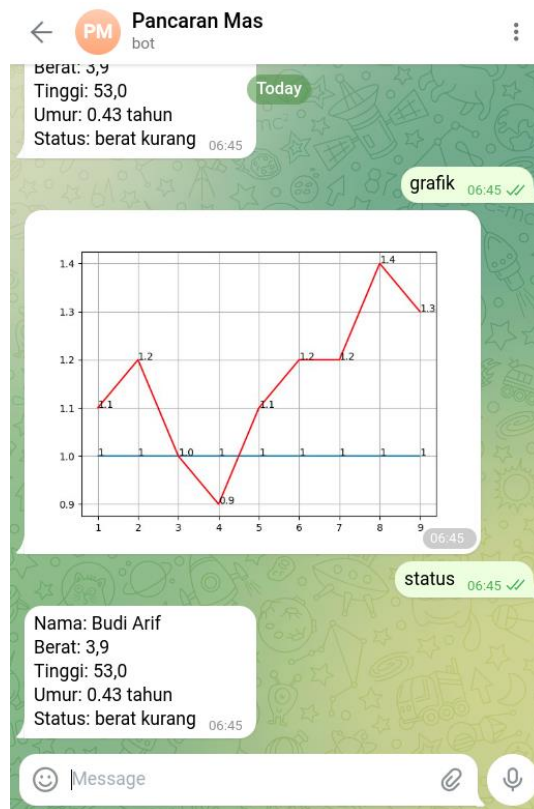 PM
Pancaran Mas
bot
Berat: 3,9
Today
Tinggi: 53,0
Umur: 0.43 tahun
Status: berat kurang 06:45
grafik 06:45
1.4
1.3
1.2
1.1
1.0
0.9
1.1
1.2
1.0
0.9
1.1
1.2
1.2
1.4
1.3
1 1 1 1 1 1 1 1
1 2 3 4 5 6 7 8 9
06:45
status 06:45
Nama: Budi Arif
Berat: 3,9
Tinggi: 53,0
Umur: 0.43 tahun
Status: berat kurang 06:45
Message